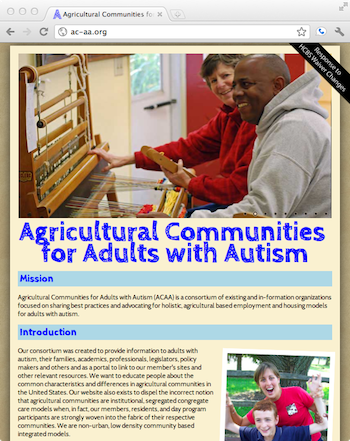 Agricultural Communities for
ac-aa.org
Response to
HCBS Waiver Changes
Agricultural Communities
for Adults with Autism
Mission
Agricultural Communities for Adults with Autism (ACAA) is a consortium of existing and in-formation organizations
focused on sharing best practices and advocating for holistic, agricultural based employment and housing models
for adults with autism.
Introduction
Our consortium was created to provide information to adults with
autism, their families, academics, professionals, legislators, policy
makers and others and as a portal to link to our member's sites and
other relevant resources. We want to educate people about the
common characteristics and differences in agricultural communities in
the United States. Our website also exists to dispel the incorrect notion
that agricultural communities are institutional, segregated congregate
care models when, in fact, our members, residents, and day program
participants are strongly woven into the fabric of their respective
communities. We are non-urban, low density community based
integrated models.